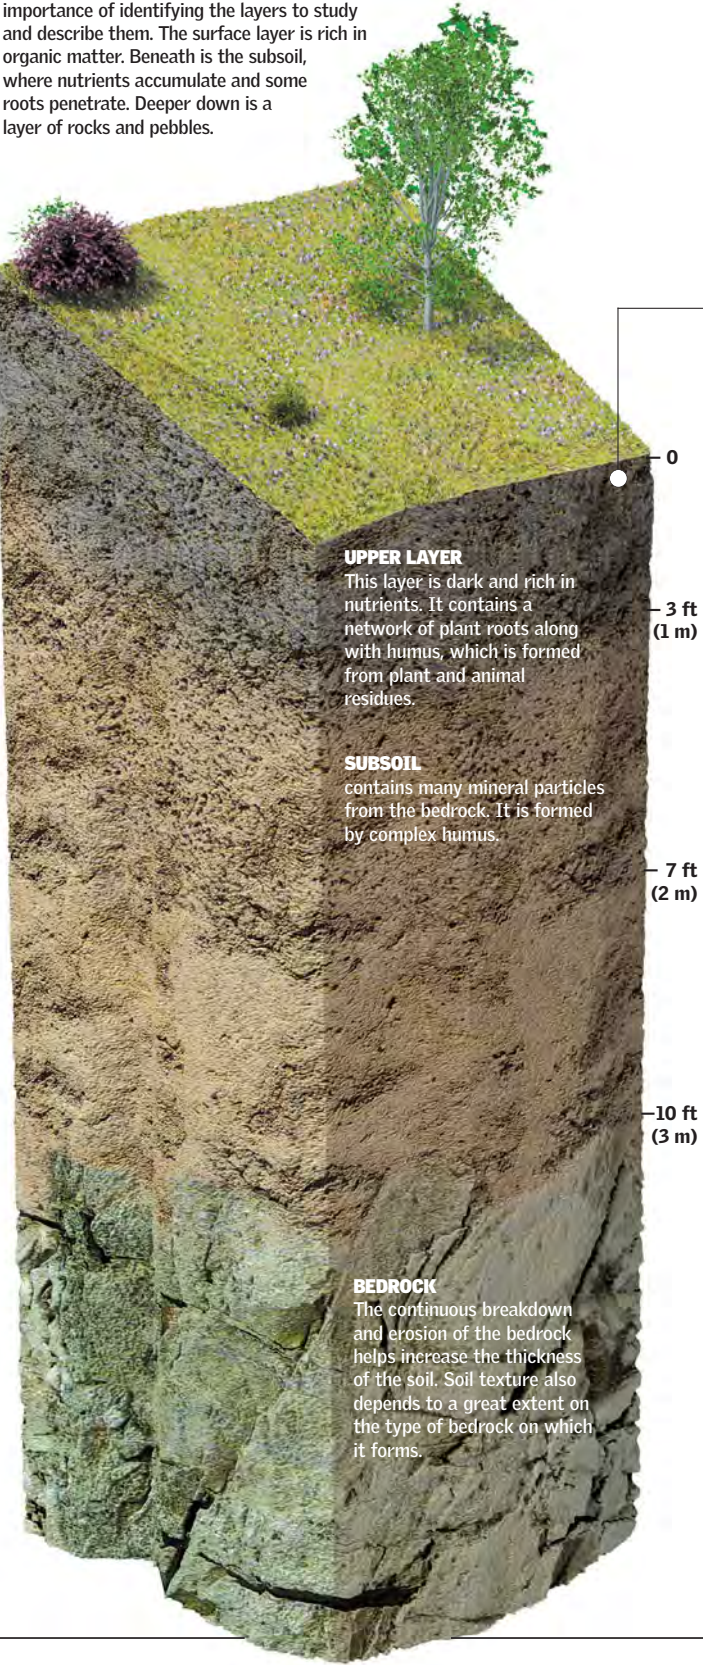 importance of identifying the layers to study
and describe them. The surface layer is rich in
organic matter. Beneath is the subsoil,
where nutrients accumulate and some
roots penetrate. Deeper down is a
layer of rocks and pebbles.
0
UPPER LAYER
This layer is dark and rich in
nutrients. It contains a
network of plant roots along
with humus, which is formed
from plant and animal
residues.
3 ft
(1 m)
SUBSOIL
contains many mineral particles
from the bedrock. It is formed
by complex humus.
7 ft
(2 m)
10 ft
(3 m)
BEDROCK
The continuous breakdown
and erosion of the bedrock
helps increase the thickness
of the soil. Soil texture also
depends to a great extent on
the type of bedrock on which
it forms.